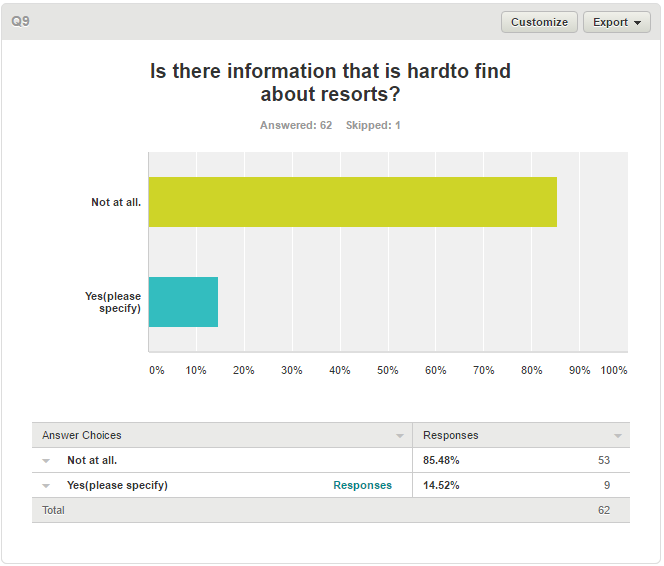 Q9
Customize
Export
Is there information that is hardto find
about resorts?
Answered: 62 Skipped: 1
Not at all.
Yes(please
specify)
0% 10% 20% 30% 40% 50% 60% 70% 80% 90% 100%
Answer Choices Responses
Not at all. 85.48% 53
Yes(please specify) Responses 14.52% 9
Total 62